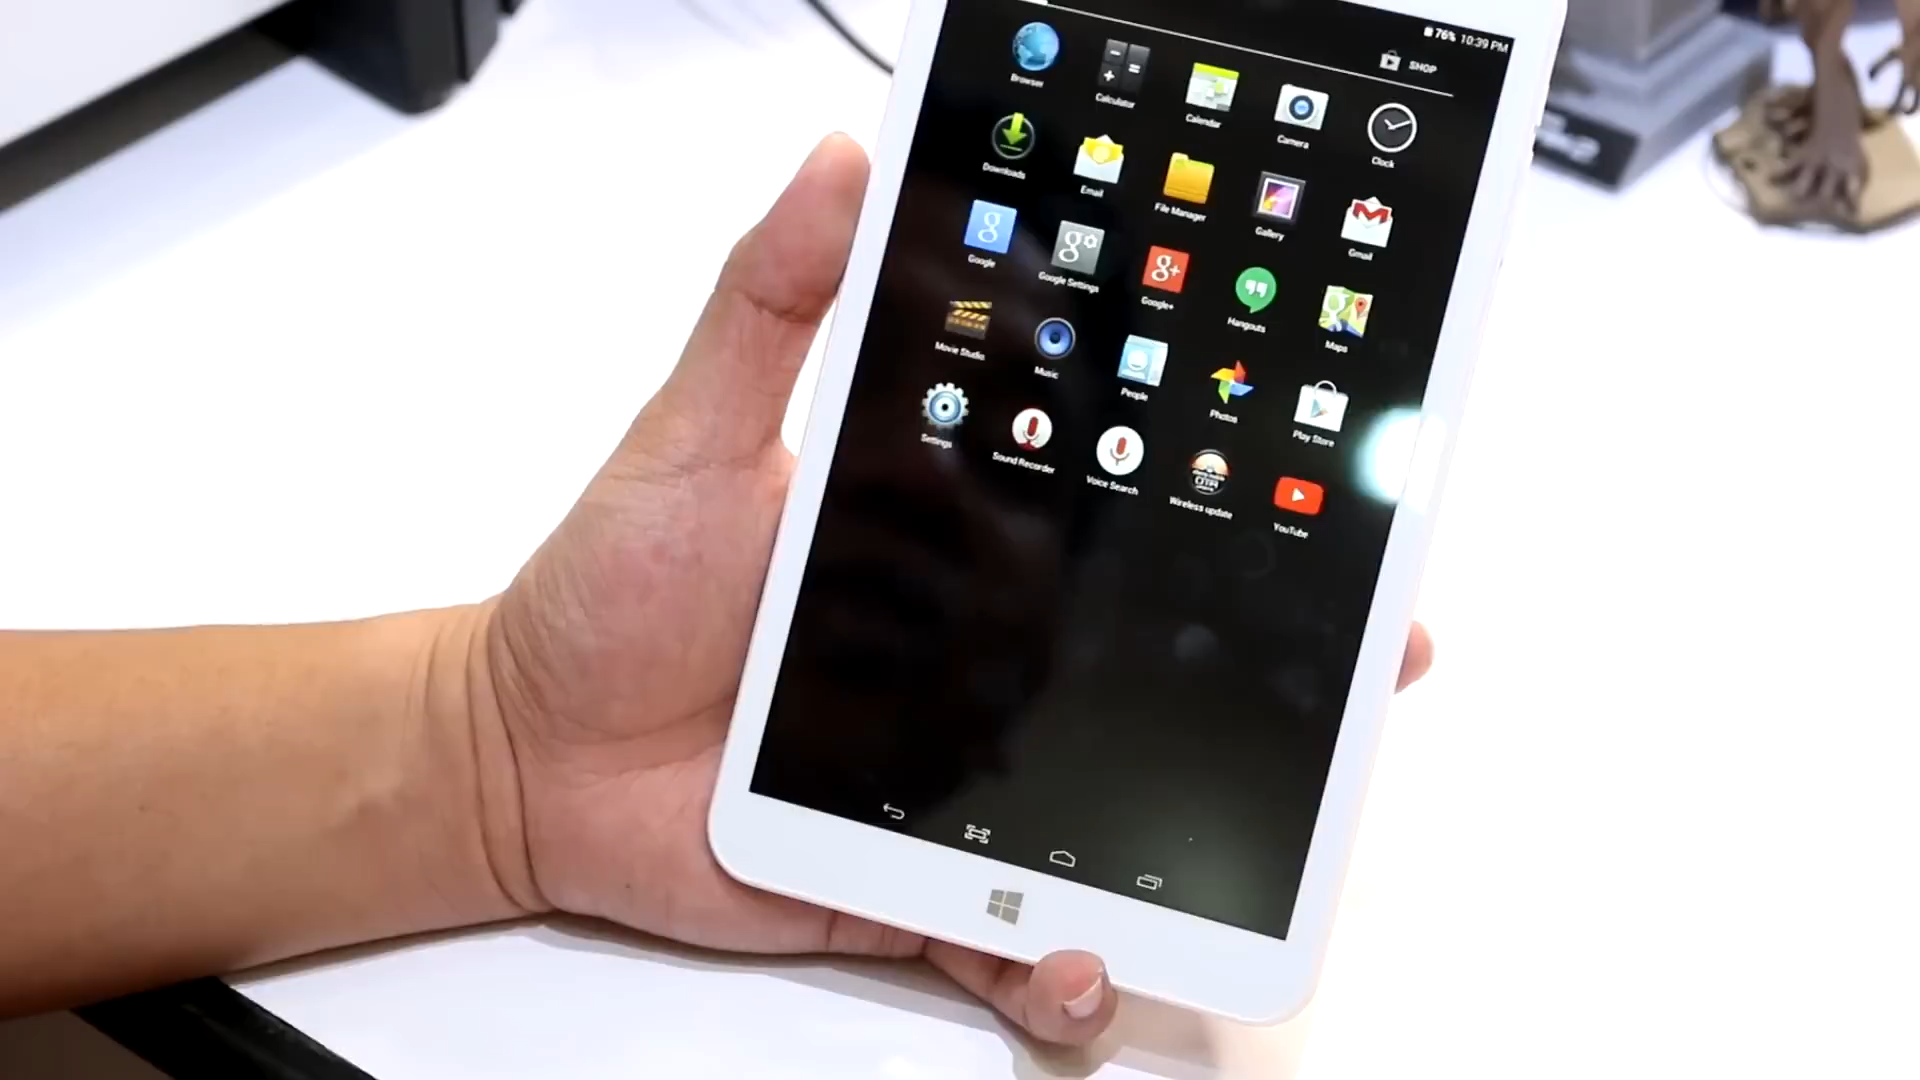 76% 10:39 PM
SHOP
Browser
Calculator
Calendar
Camera
Clock
Downloads
Email
File Manager
Gallery
Gmail
Google
Google Settings
Google+
Hangouts
Maps
Movie Studio
Music
People
Photos
Play Store
Settings
Sound Recorder
Voice Search
Wireless update
YouTube